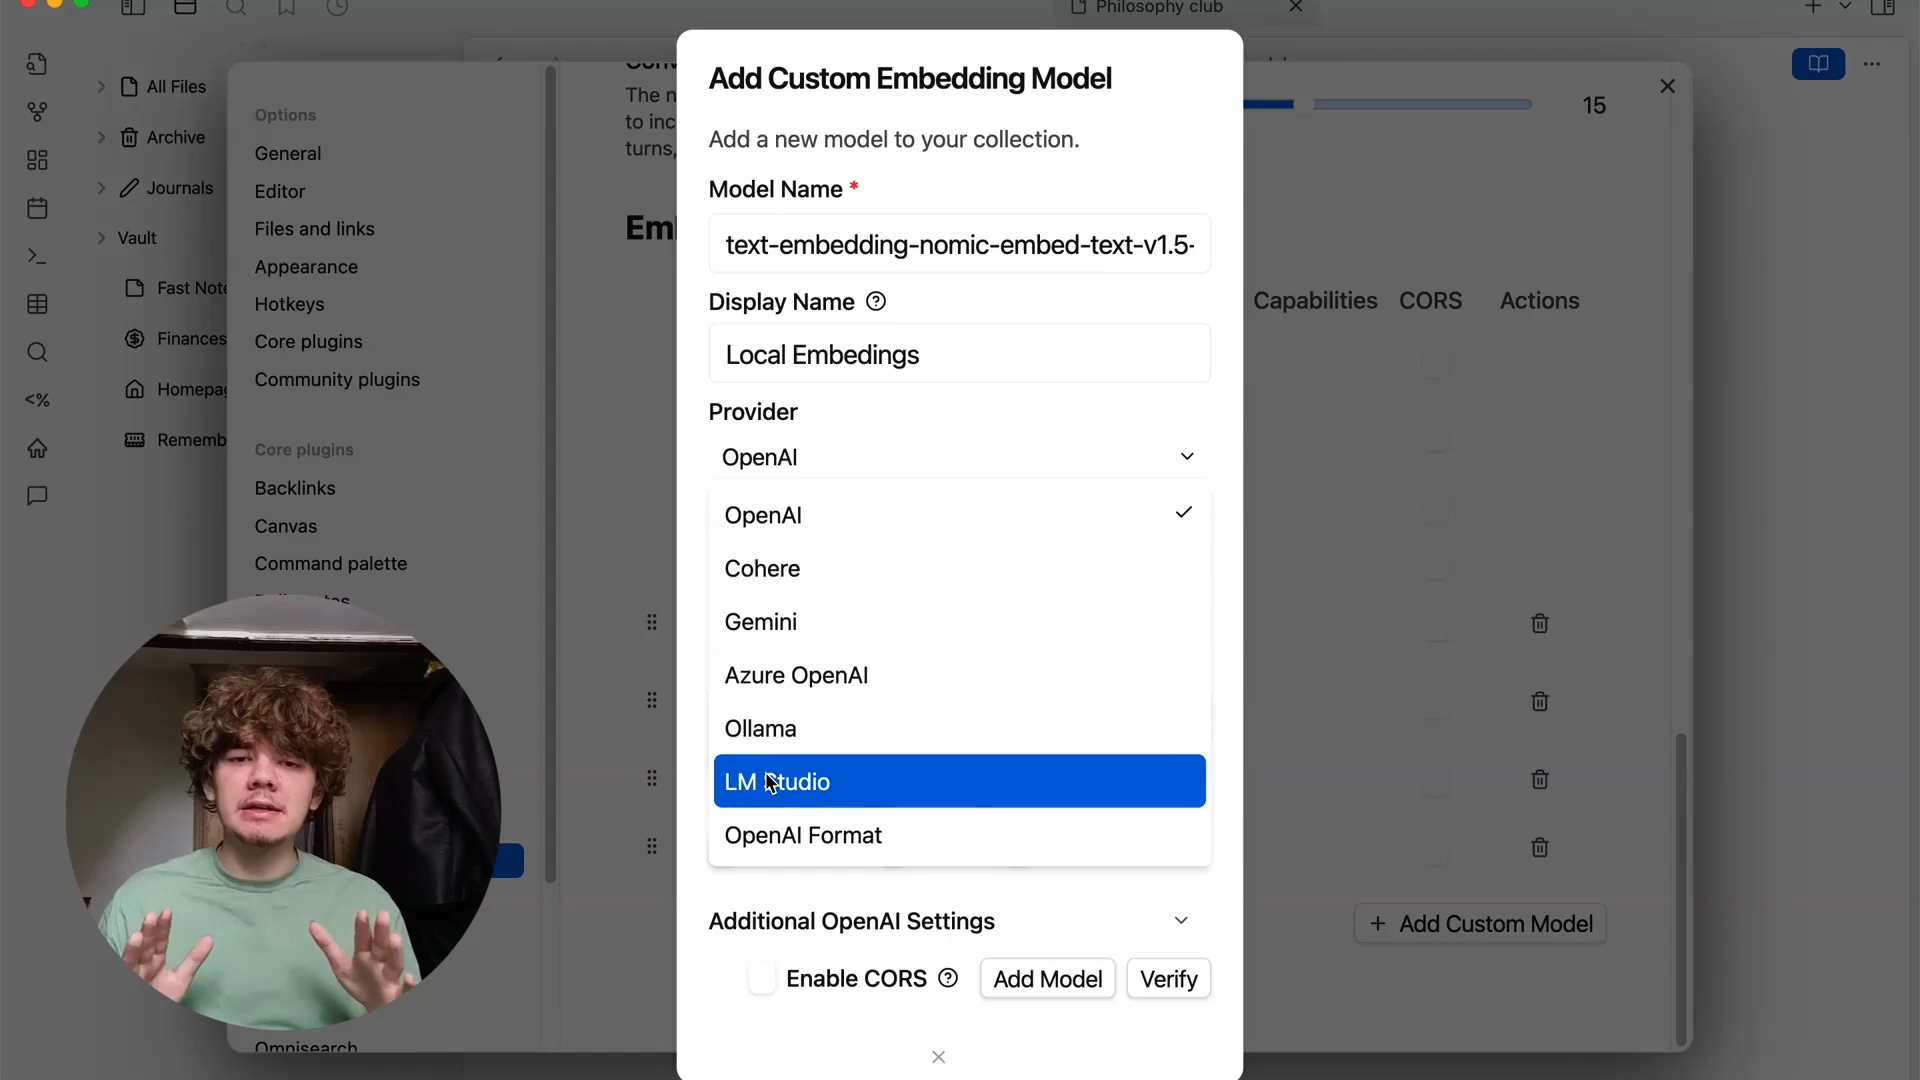 Philosophy club
All Files
Archive
Journals
Vault
Fast Note
Finances
Homepa
Rememb
Options
General
Editor
Files and links
Appearance
Hotkeys
Core plugins
Community plugins
Core plugins
Backlinks
Canvas
Command palette
Omnisearch
The n
to inc
turns,
15
Em
Capabilities CORS Actions
+ Add Custom Model
Add Custom Embedding Model
Add a new model to your collection.
Model Name *
text-embedding-nomic-embed-text-v1.5-
Display Name
Local Embedings
Provider
OpenAI
OpenAI
Cohere
Gemini
Azure OpenAI
Ollama
LM Studio
OpenAI Format
Additional OpenAI Settings
Enable CORS
Add Model
Verify